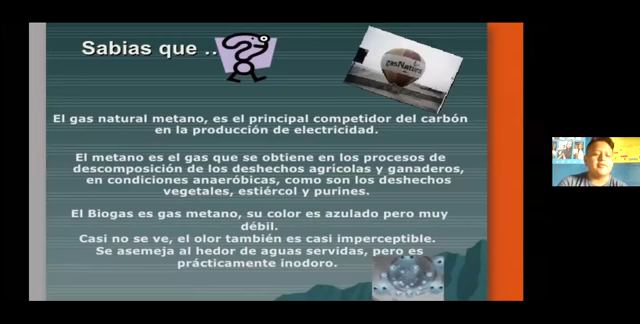 Sabias que ..
gasNatural
El gas natural metano, es el principal competidor del carbón
en la producción de electricidad.
El metano es el gas que se obtiene en los procesos de
descomposición de los deshechos agrícolas y ganaderos,
en condiciones anaeróbicas, como son los deshechos
vegetales, estiércol y purines.
El Biogas es gas metano, su color es azulado pero muy
débil.
Casi no se ve, el olor también es casi imperceptible.
Se asemeja al hedor de aguas servidas, pero es
prácticamente inodoro.